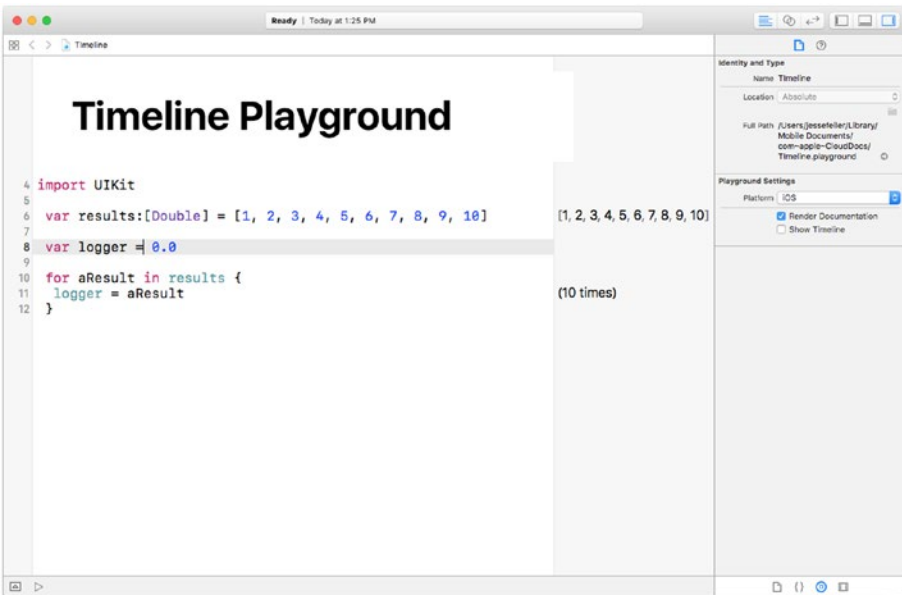 Ready | Today at 1:25 PM
Timeline
Timeline Playground
4 import UIKit
5
6 var results:[Double] = [1, 2, 3, 4, 5, 6, 7, 8, 9, 10]
[1, 2, 3, 4, 5, 6, 7, 8, 9, 10]
7
8 var logger = 0.0
9
10 for aResult in results {
11 logger = aResult
(10 times)
12 }
Identity and Type
Name Timeline
Location Absolute
Full Path /Users/jessefeiler/Library/
Mobile Documents/
com~apple~CloudDocs/
Timeline.playground
Playground Settings
Platform iOS
Render Documentation
Show Timeline